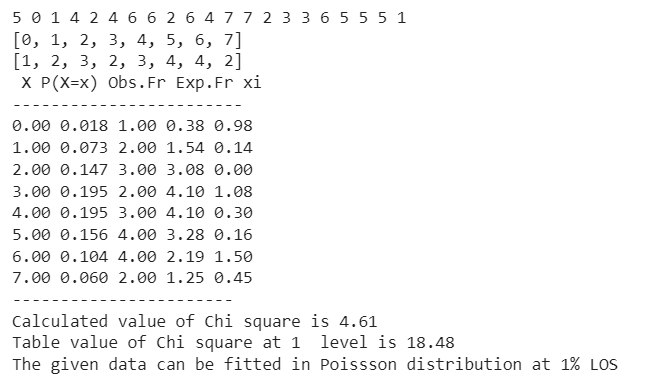 5 0 1 4 2 4 6 6 2 6 4 7 7 2 3 3 6 5 5 5 1
[0, 1, 2, 3, 4, 5, 6, 7]
[1, 2, 3, 2, 3, 4, 4, 2]
X P(X=x) Obs.Fr Exp.Fr xi
-----------------------
0.00 0.018 1.00 0.38 0.98
1.00 0.073 2.00 1.54 0.14
2.00 0.147 3.00 3.08 0.00
3.00 0.195 2.00 4.10 1.08
4.00 0.195 3.00 4.10 0.30
5.00 0.156 4.00 3.28 0.16
6.00 0.104 4.00 2.19 1.50
7.00 0.060 2.00 1.25 0.45
----------------------
Calculated value of Chi square is 4.61
Table value of Chi square at 1  level is 18.48
The given data can be fitted in Poissson distribution at 1% LOS